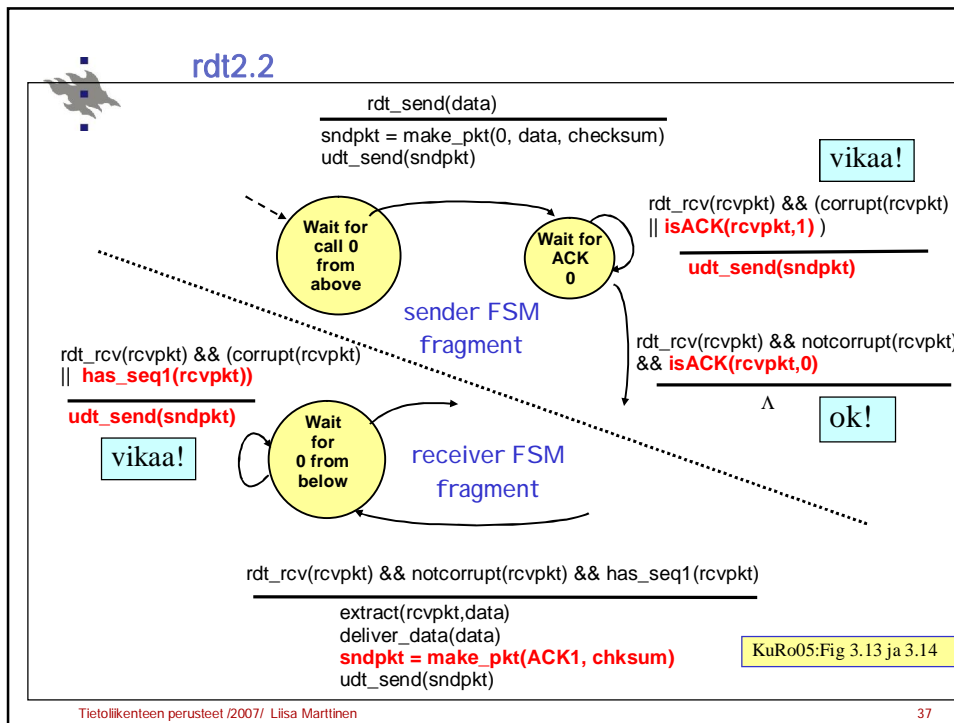 rdt2.2
rdt_send(data)
sndpkt = make_pkt(0, data, checksum)
udt_send(sndpkt)
vikaa!
rdt_rcv(rcvpkt) && (corrupt(rcvpkt)
|| isACK(rcvpkt,1) )
udt_send(sndpkt)
Wait for
call 0
from
above
Wait for
ACK
0
sender FSM
fragment
rdt_rcv(rcvpkt) && notcorrupt(rcvpkt)
&& isACK(rcvpkt,0)
Λ
ok!
rdt_rcv(rcvpkt) && (corrupt(rcvpkt)
|| has_seq1(rcvpkt))
udt_send(sndpkt)
vikaa!
Wait
for
0 from
below
receiver FSM
fragment
rdt_rcv(rcvpkt) && notcorrupt(rcvpkt) && has_seq1(rcvpkt)
extract(rcvpkt,data)
deliver_data(data)
sndpkt = make_pkt(ACK1, chksum)
udt_send(sndpkt)
KuRo05:Fig 3.13 ja 3.14
Tietoliikenteen perusteet /2007/ Liisa Marttinen
37